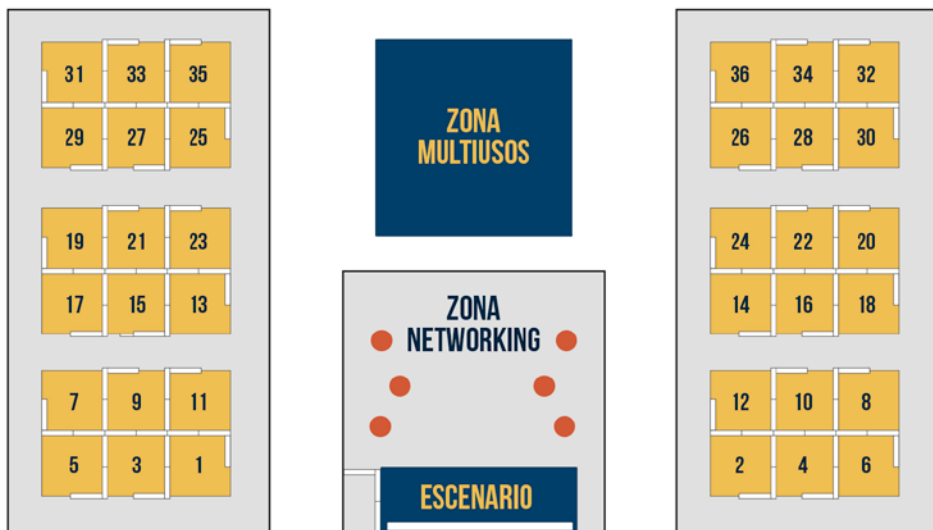 31 33 35
29 27 25
19 21 23
17 15 13
7 9 11
5 3 1
ZONA
MULTIUSOS
ZONA
NETWORKING
ESCENARIO
36 34 32
26 28 30
24 22 20
14 16 18
12 10 8
2 4 6